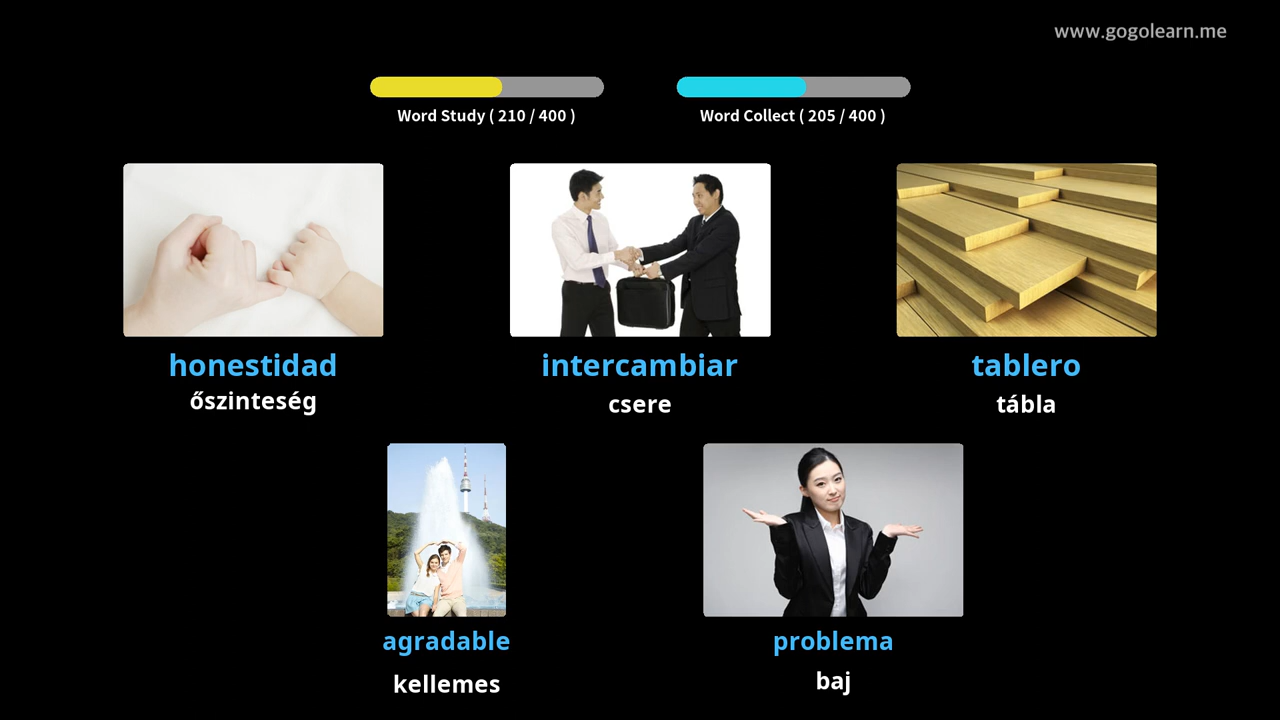 www.gogolearn.me
Word Study ( 210 / 400 )
Word Collect ( 205 / 400 )
honestidad
őszinteség
intercambiar
csere
tablero
tábla
agradable
kellemes
problema
baj